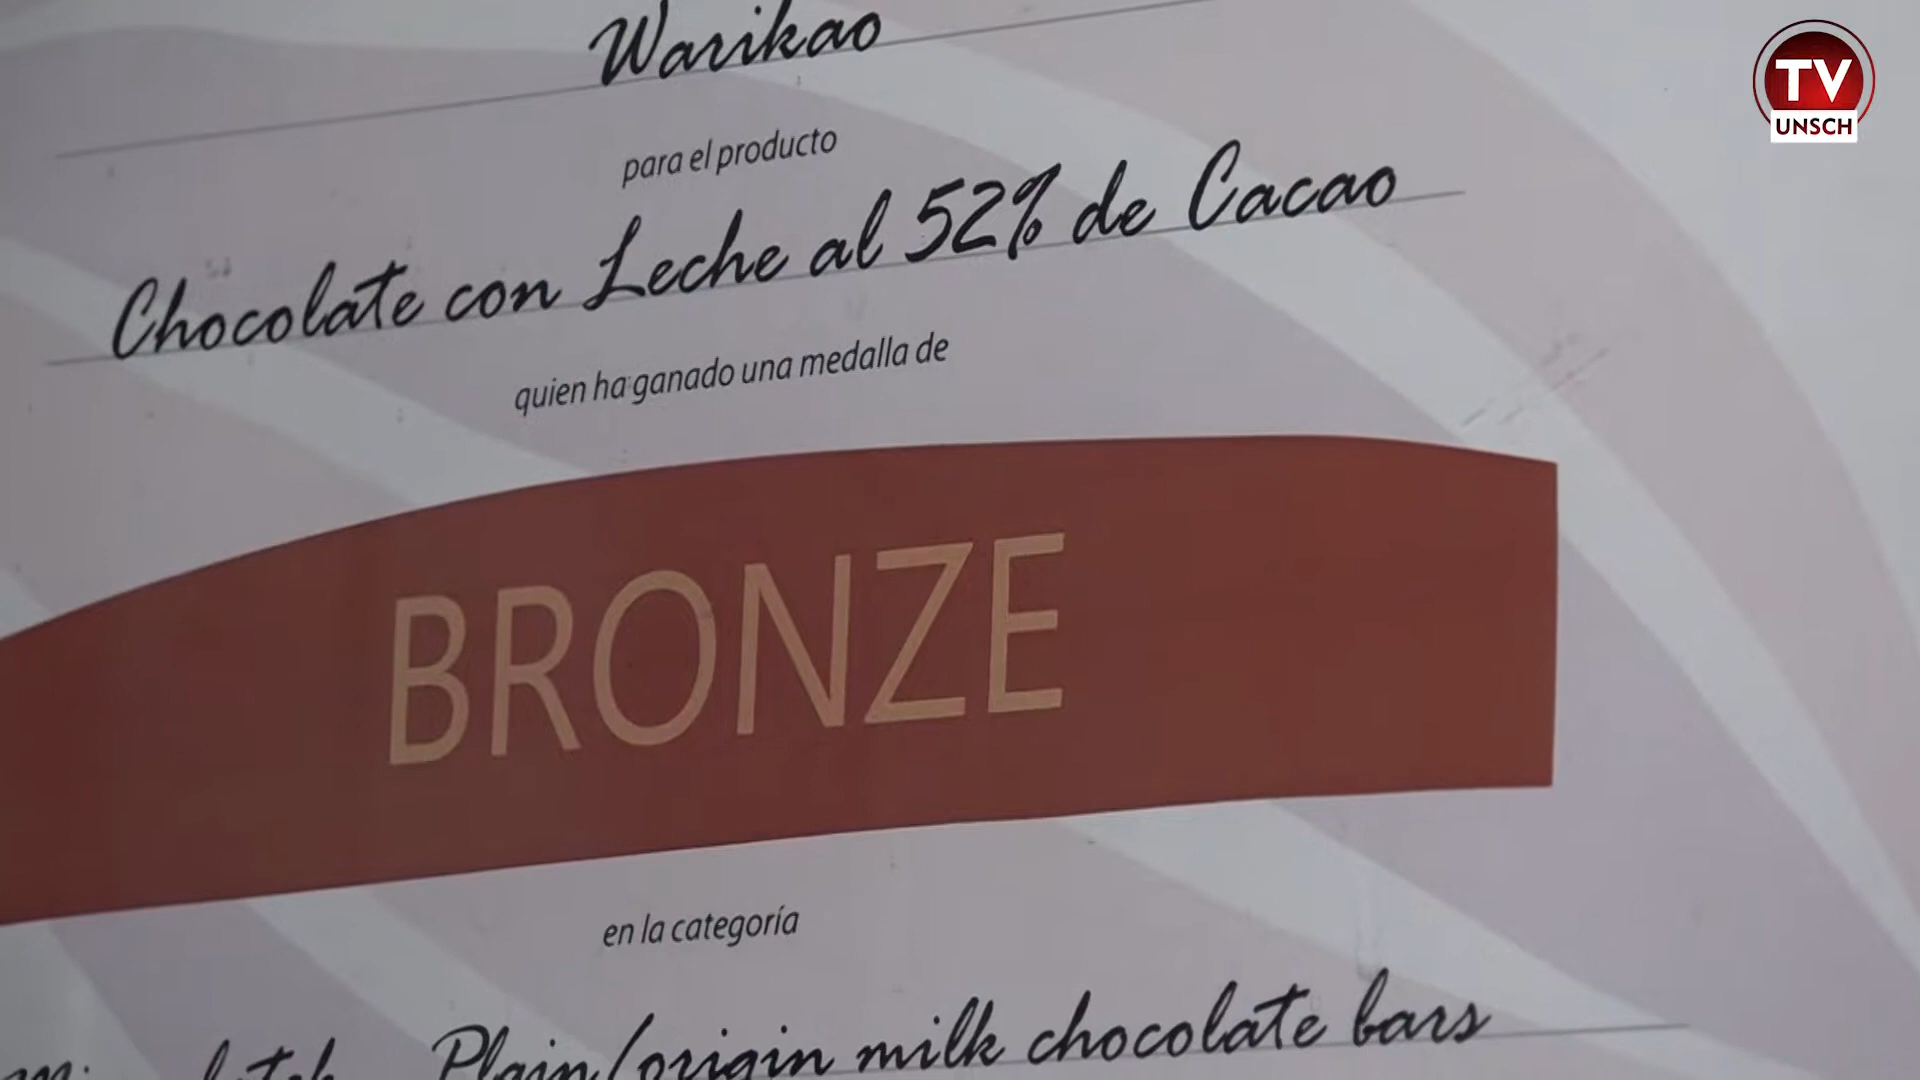 Warikao
para el producto
Chocolate con Leche al 52% de Cacao
quien ha ganado una medalla de
BRONZE
en la categoría
Plain/origin milk chocolate bars
TV
UNSCH